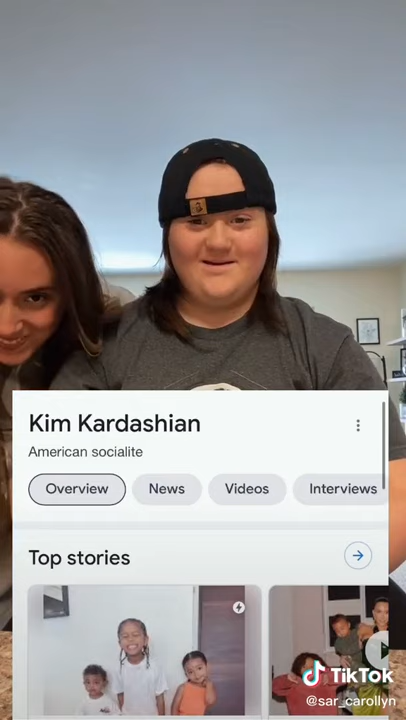 Kim Kardashian
American socialite
Overview News Videos Interviews
Top stories
TikTok
@sar_carollyn